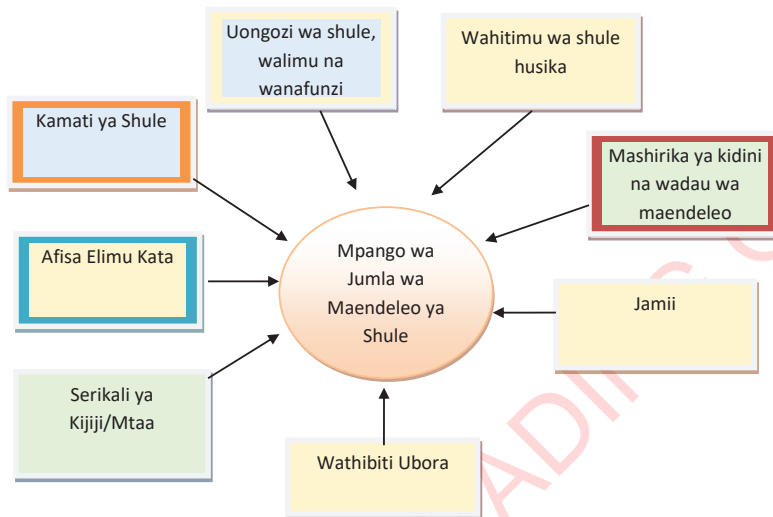 Uongozi wa shule,
walimu na
wanafunzi
Wahitimu wa shule
husika
Kamati ya Shule
Mashirika ya kidini
na wadau wa
maendeleo
Afisa Elimu Kata
Mpango wa
Jumla wa
Maendeleo ya
Shule
Jamii
Serikali ya
Kijiji/Mtaa
Wathibiti Ubora